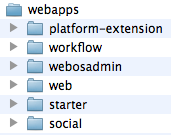 webapps
platform-extension
workflow
webosadmin
web
starter
social